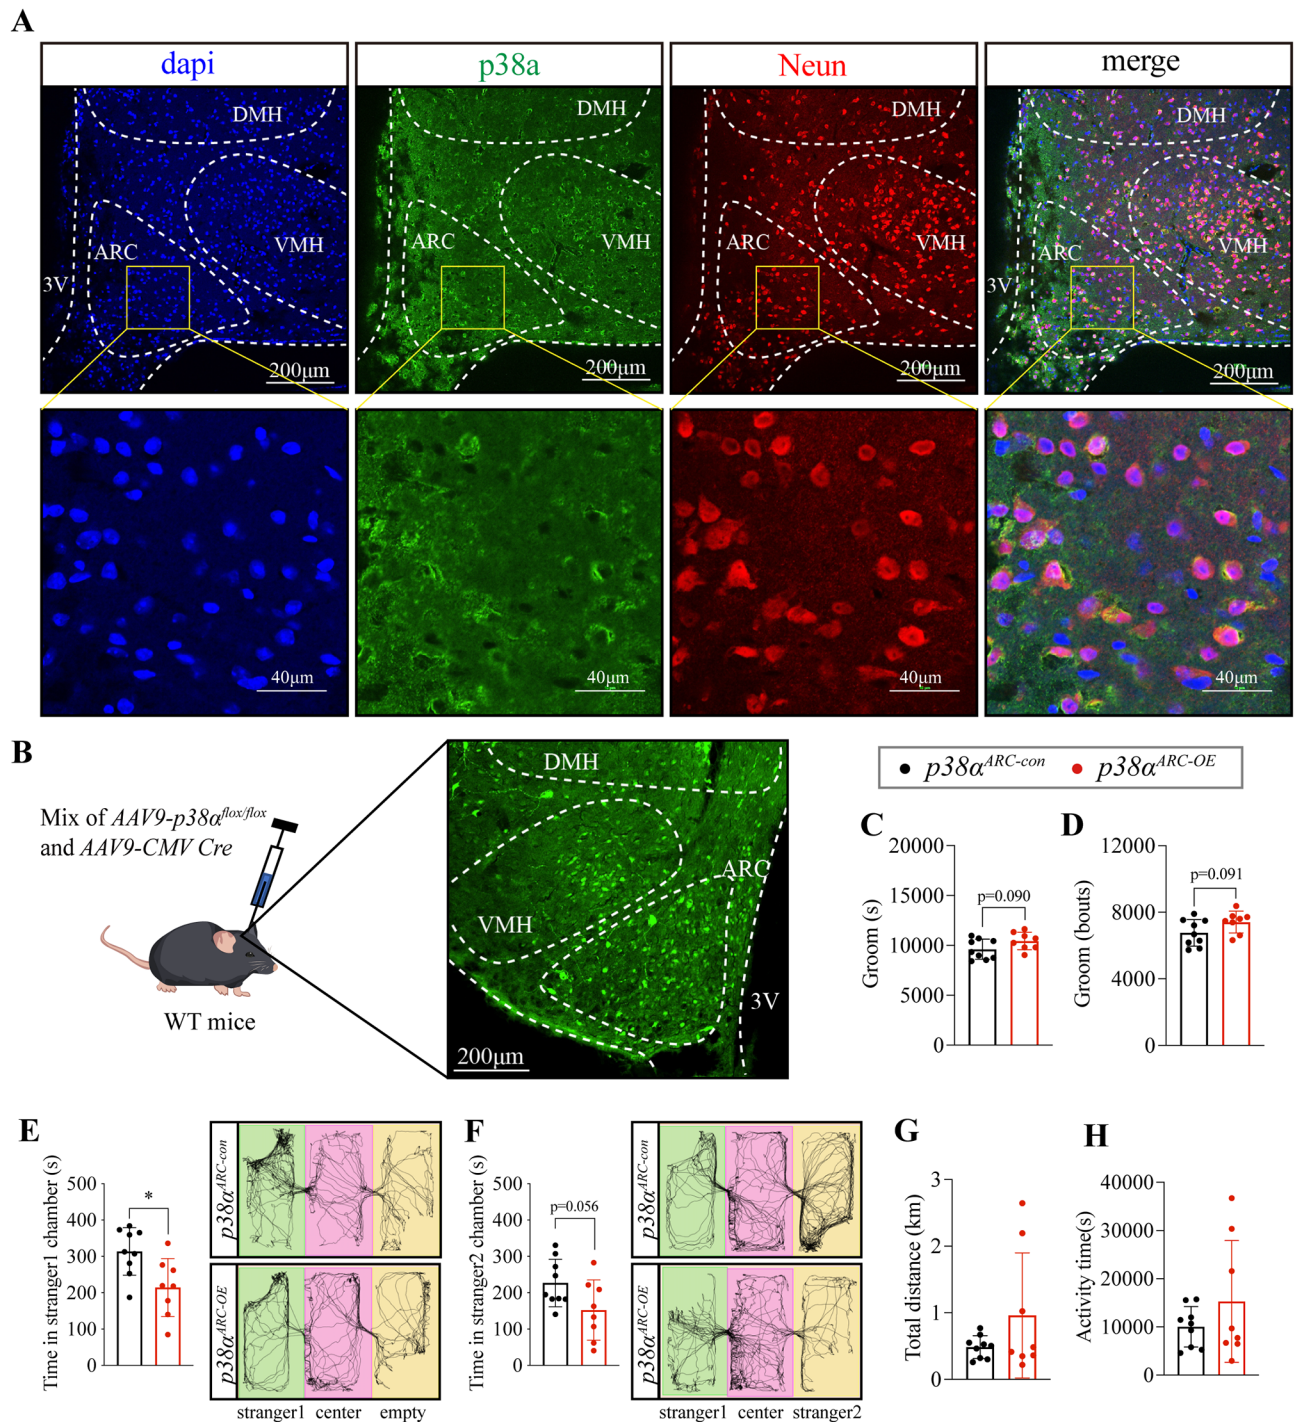 A
dapi
p38a
Neun
merge
DMH
ARC
VMH
3V
200μm
DMH
ARC
VMH
200μm
DMH
ARC
VMH
200μm
DMH
ARC
VMH
3V
200μm
40μm
40μm
40μm
40μm
B
Mix of AAV9-p38α^flox/flox
and AAV9-CMV Cre
WT mice
DMH
ARC
VMH
3V
200μm
p38α^ARC-con
p38α^ARC-OE
C
Groom (s)
20000
15000
10000
5000
0
p=0.090
D
Groom (bouts)
12000
8000
4000
0
p=0.091
E
Time in stranger1 chamber (s)
500
400
300
200
100
0
*
p38α^ARC-con
p38α^ARC-OE
stranger1 center empty
F
Time in stranger2 chamber (s)
500
400
300
200
100
0
p=0.056
p38α^ARC-con
p38α^ARC-OE
stranger1 center stranger2
G
Total distance (km)
3
2
1
0
H
Activity time(s)
40000
30000
20000
10000
0